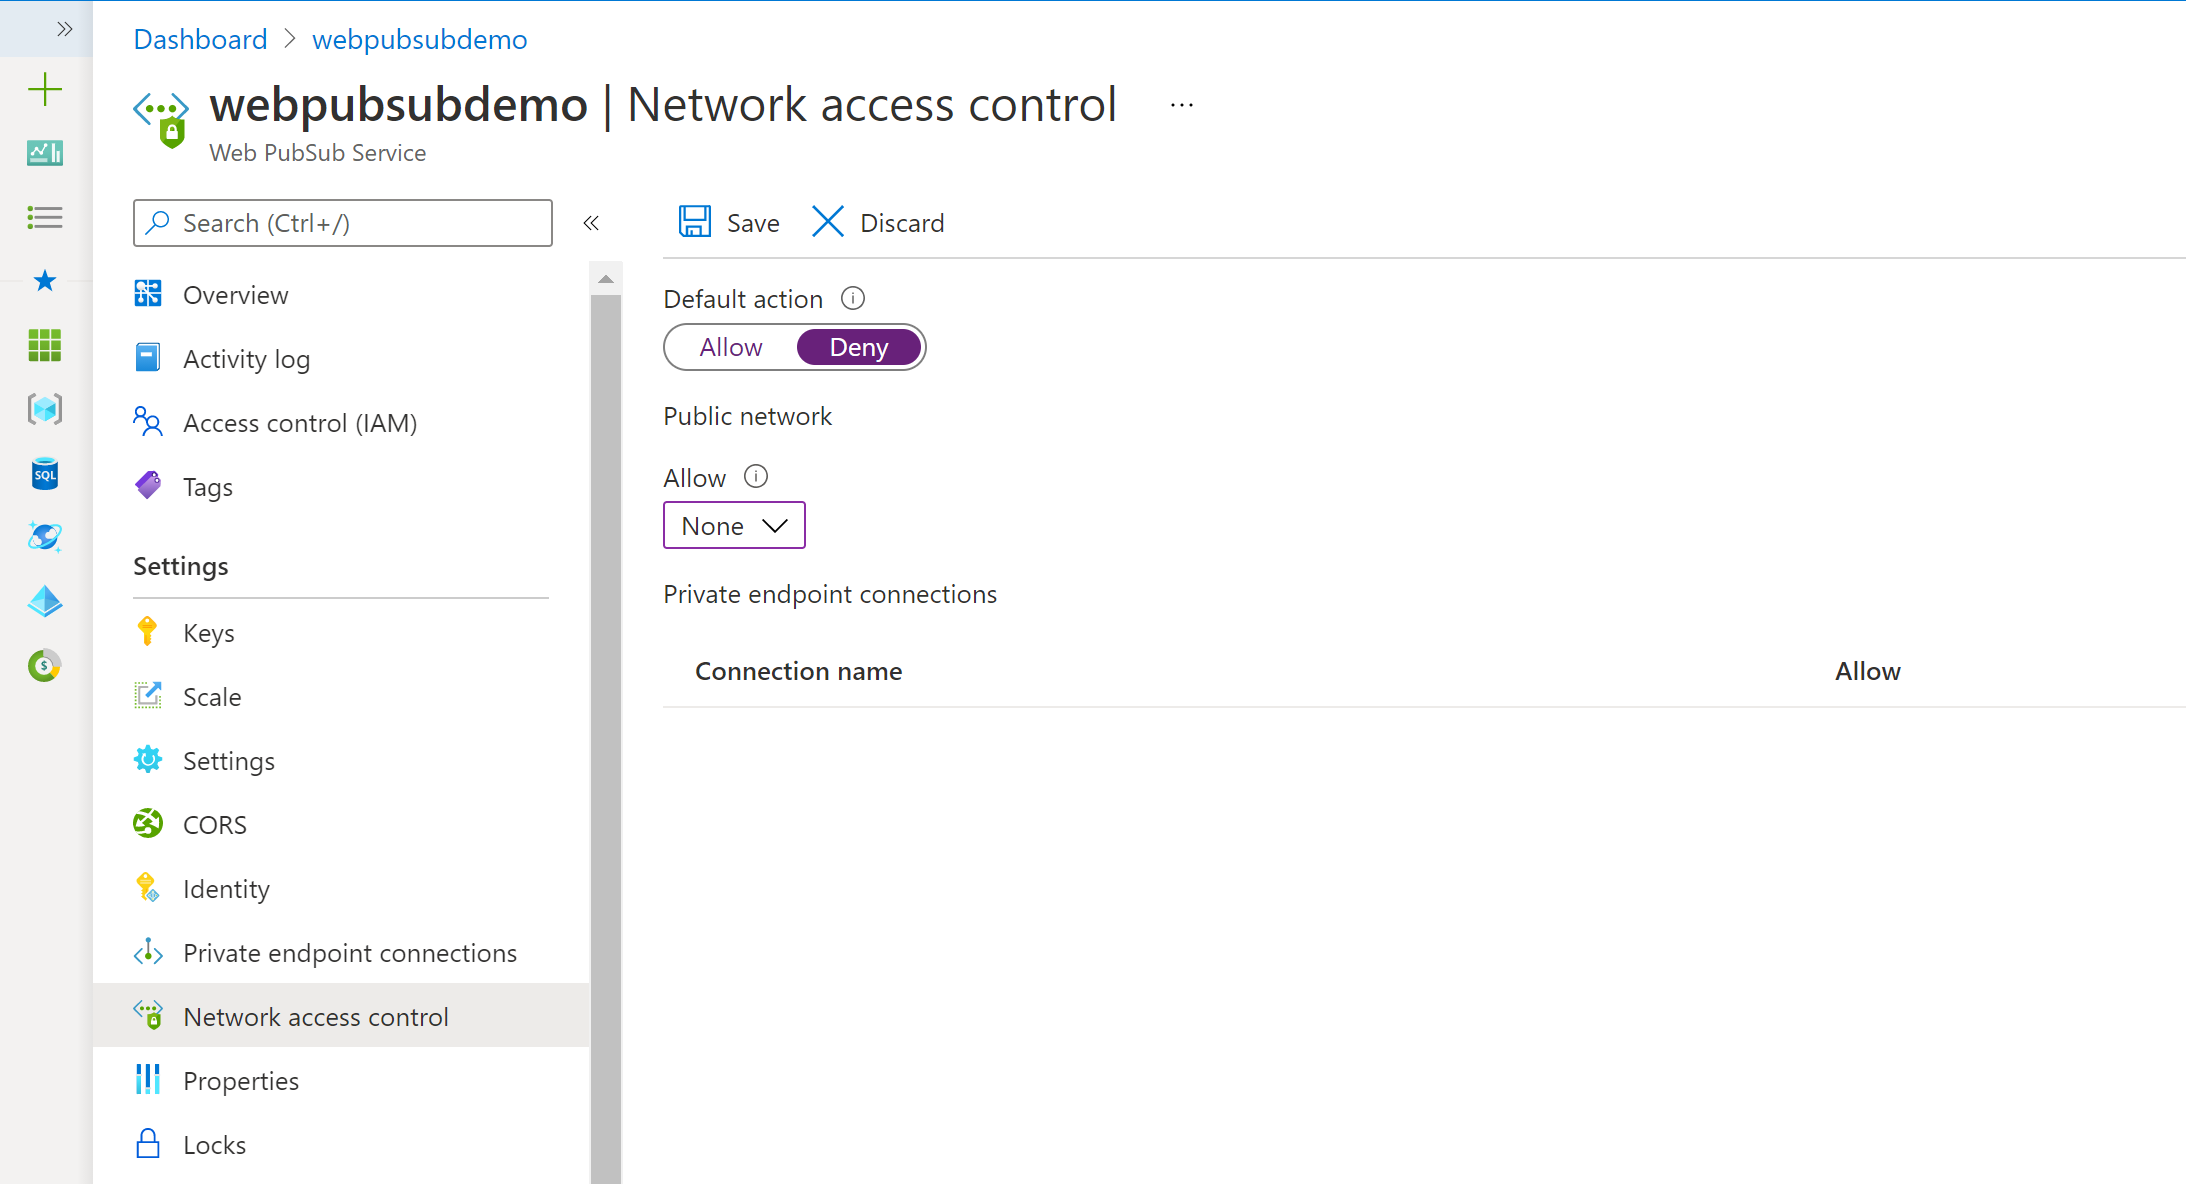 Dashboard > webpubsubdemo
webpubsubdemo | Network access control ...
Web PubSub Service
Search (Ctrl+/)
Overview
Activity log
Access control (IAM)
Tags
Settings
Keys
Scale
Settings
CORS
Identity
Private endpoint connections
Network access control
Properties
Locks
SQL
Save
Discard
Default action
Allow
Deny
Public network
Allow
None
Private endpoint connections
Connection name
Allow